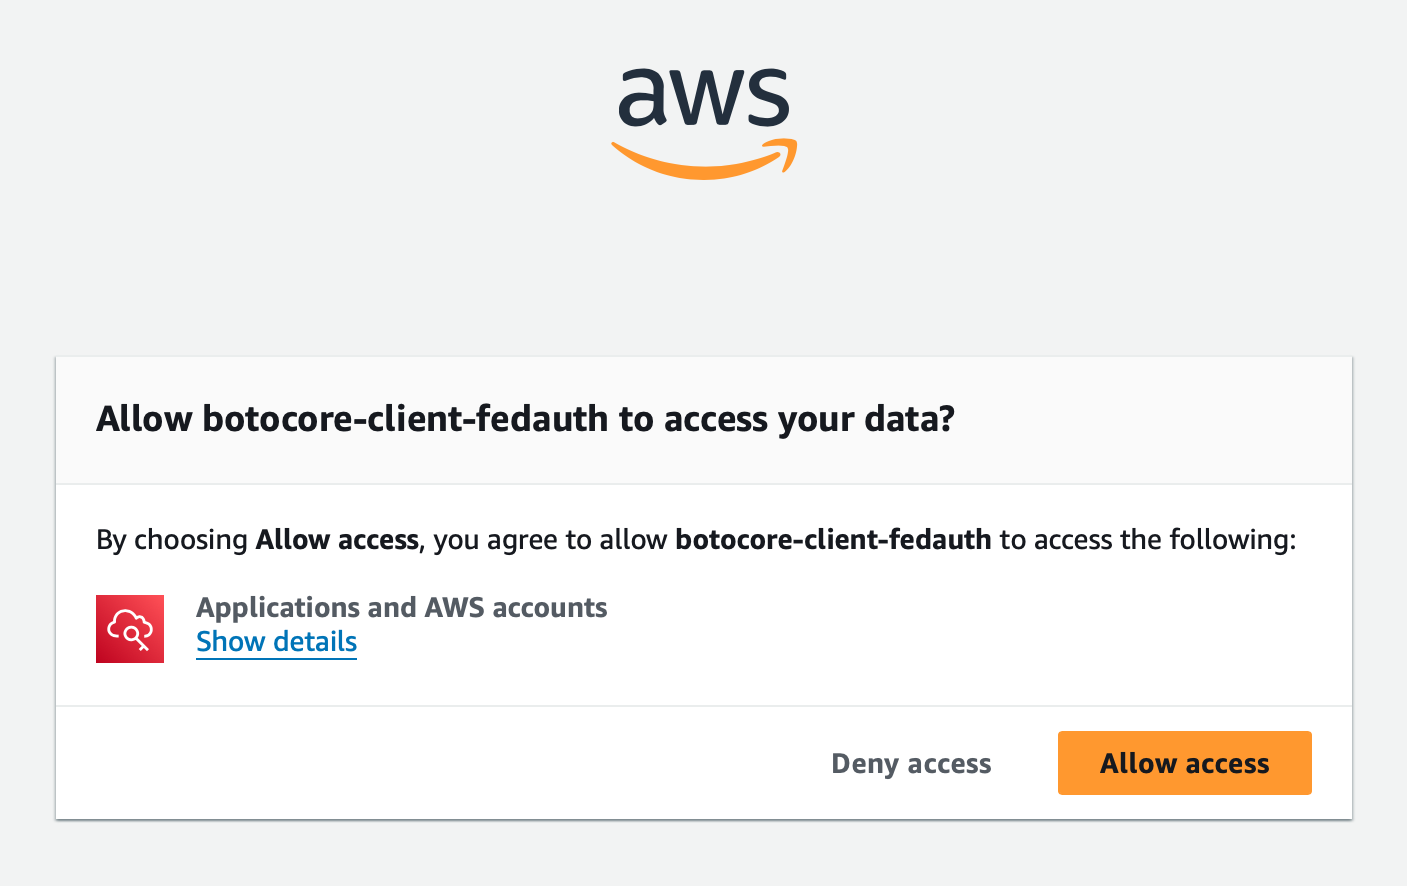 aws
Allow botocore-client-fedauth to access your data?
By choosing Allow access, you agree to allow botocore-client-fedauth to access the following:
Applications and AWS accounts
Show details
Deny access
Allow access